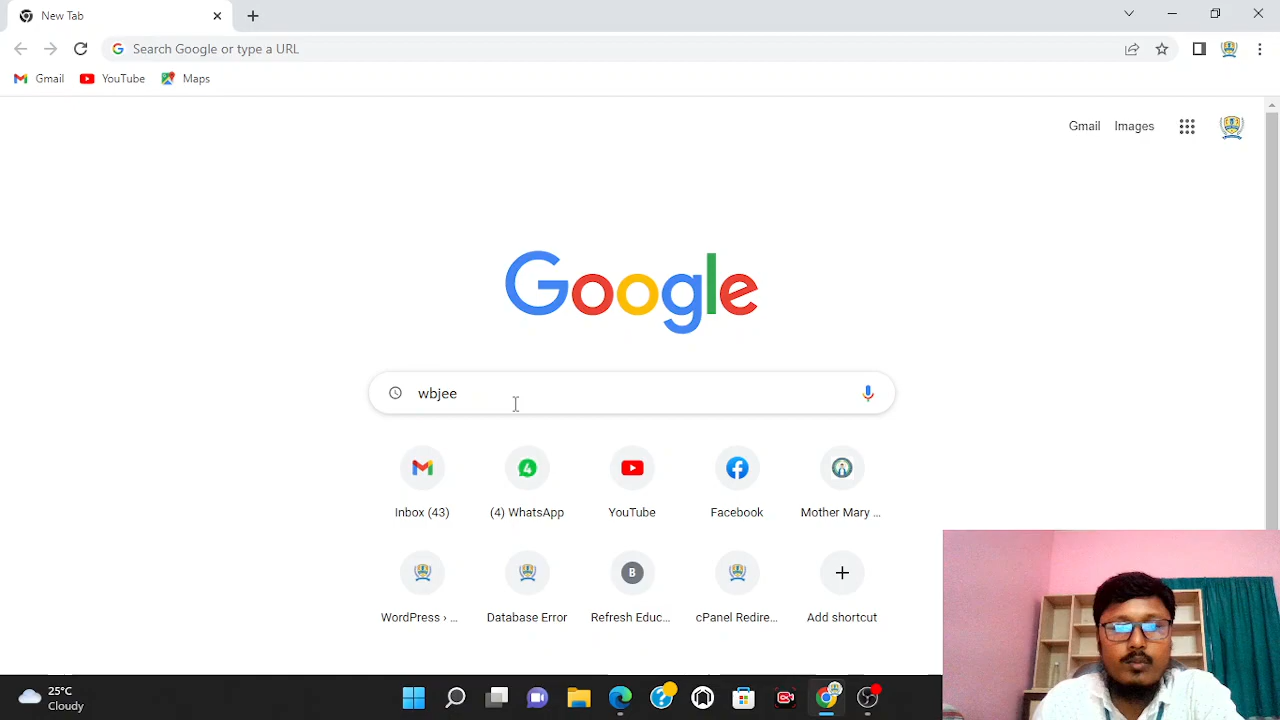 New Tab
Search Google or type a URL
Gmail YouTube Maps
Gmail Images
Google
wbjee
Inbox (43) (4) WhatsApp YouTube Facebook Mother Mary ...
4
B
WordPress › ... Database Error Refresh Educ... cPanel Redire... Add shortcut
25°C
Cloudy